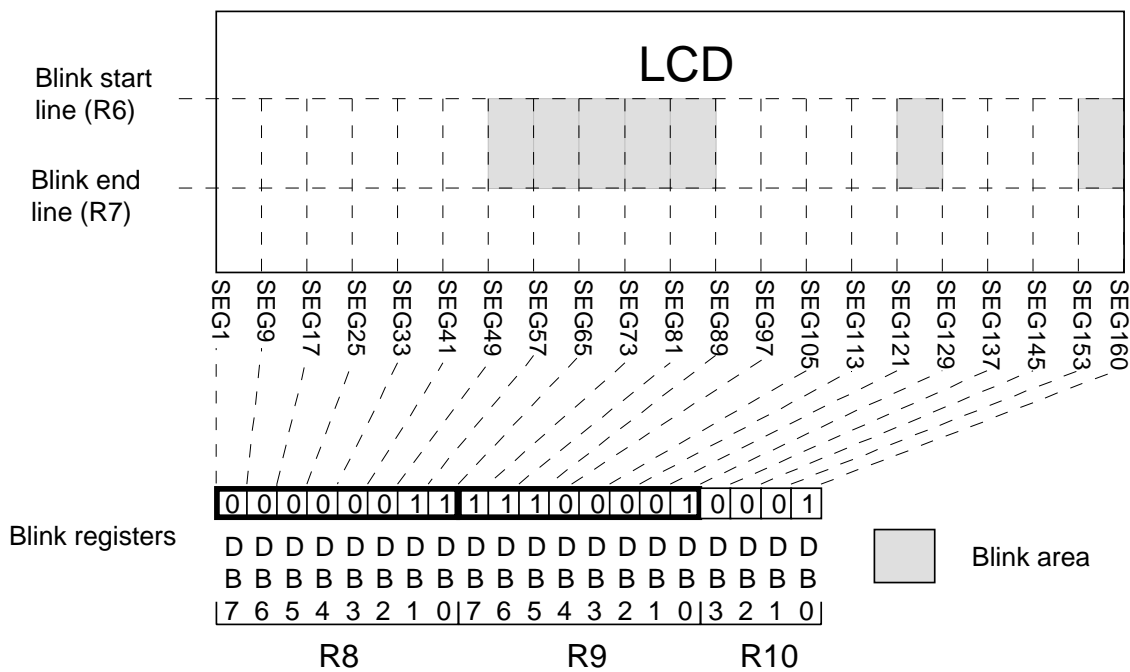 LCD
Blink start
line (R6)
Blink end
line (R7)
SEG1
SEG9
SEG17
SEG25
SEG33
SEG41
SEG49
SEG57
SEG65
SEG73
SEG81
SEG89
SEG97
SEG105
SEG113
SEG121
SEG129
SEG137
SEG145
SEG153
SEG160
Blink registers
0 0 0 0 0 0 1 1 1 1 1 0 0 0 0 1 0 0 0 1
D D D D D D D D D D D D D D D D D D D D
B B B B B B B B B B B B B B B B B B B B
7 6 5 4 3 2 1 0 7 6 5 4 3 2 1 0 3 2 1 0
R8 R9 R10
Blink area